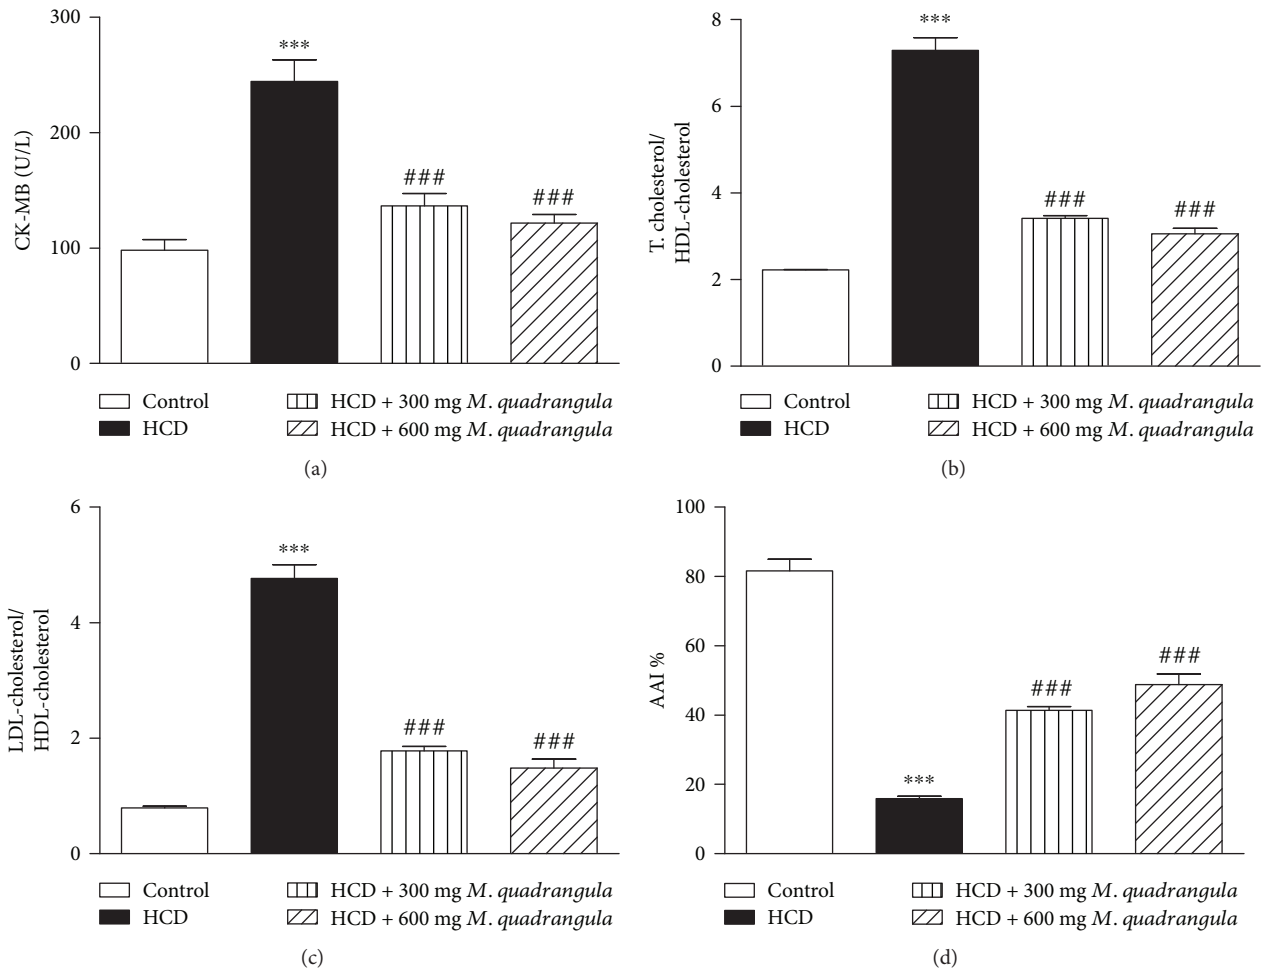 300
200
100
0
CK-MB (U/L)
***
###
###
Control
HCD
HCD + 300 mg M. quadrangula
HCD + 600 mg M. quadrangula
(a)
8
6
4
2
0
T. cholesterol/
HDL-cholesterol
***
###
###
Control
HCD
HCD + 300 mg M. quadrangula
HCD + 600 mg M. quadrangula
(b)
6
4
2
0
LDL-cholesterol/
HDL-cholesterol
***
###
###
Control
HCD
HCD + 300 mg M. quadrangula
HCD + 600 mg M. quadrangula
(c)
100
80
60
40
20
0
AAI %
***
###
###
Control
HCD
HCD + 300 mg M. quadrangula
HCD + 600 mg M. quadrangula
(d)